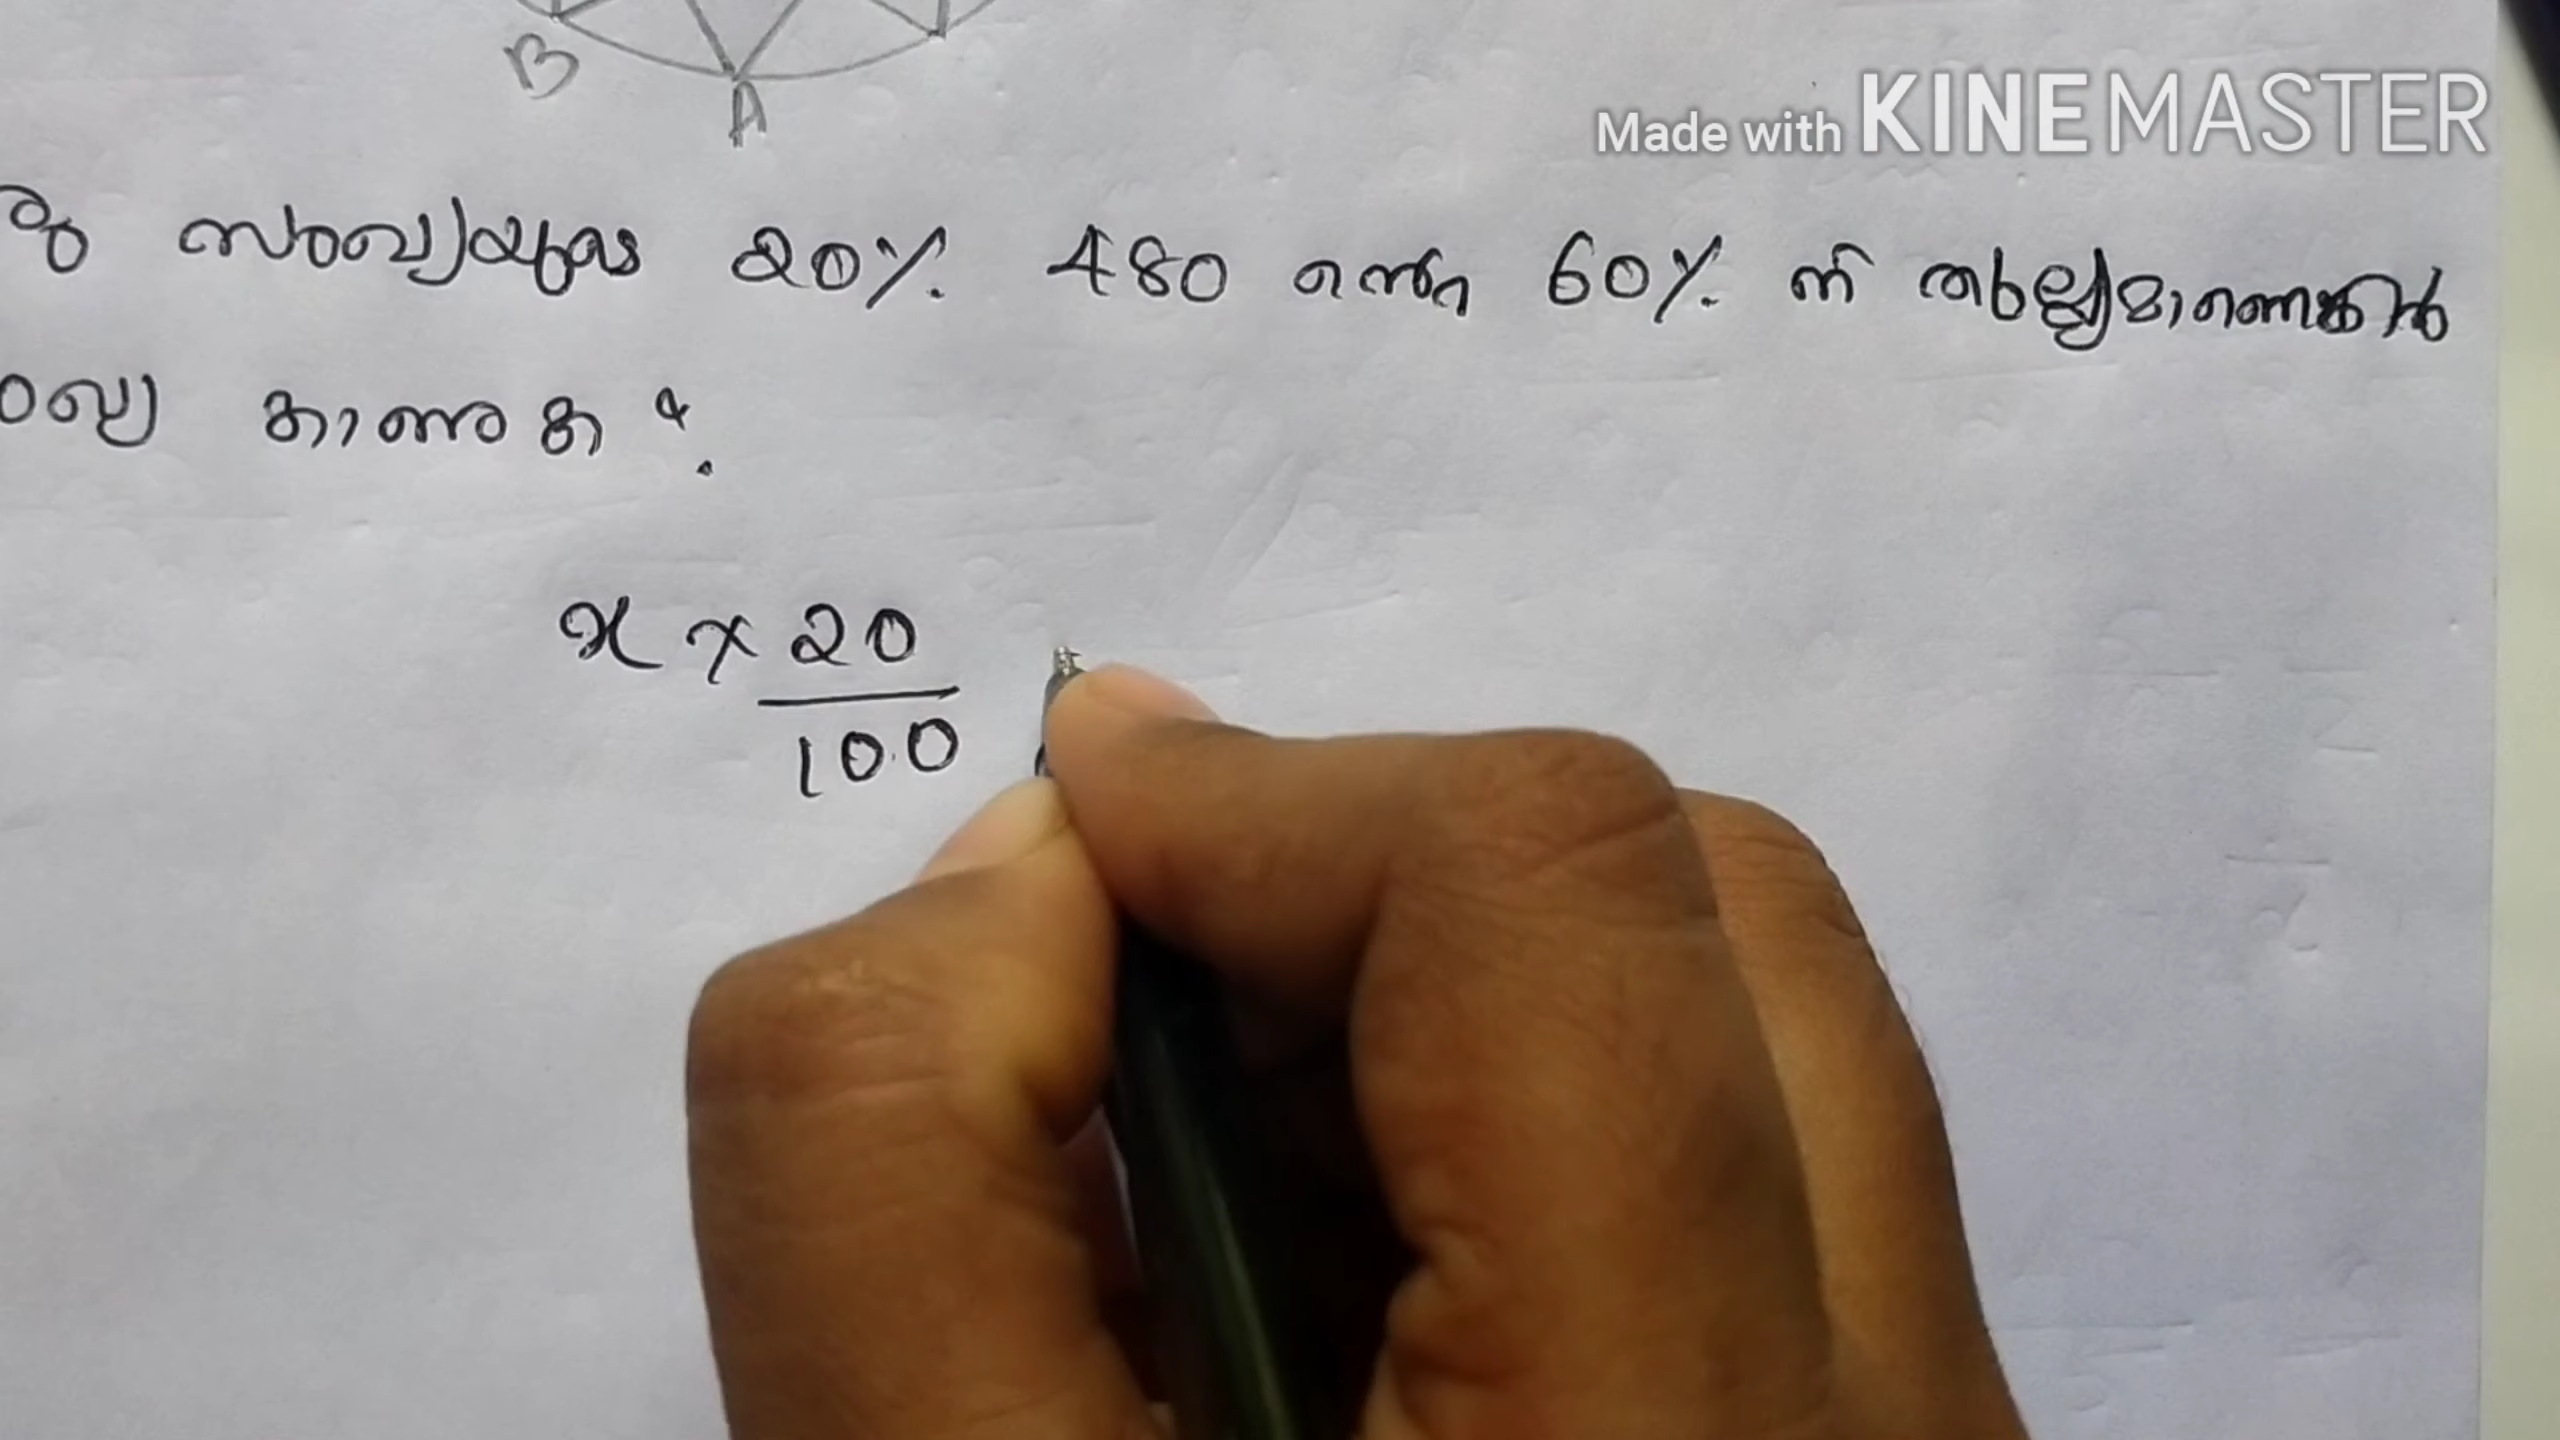 B
A
Made with KINEMASTER
രു സംഖ്യയുടെ 20% 480 ന്റെ 60% ന് തുല്യമാണെങ്കിൽ
ംഖ്യ കാണുക ?
x × 20
100